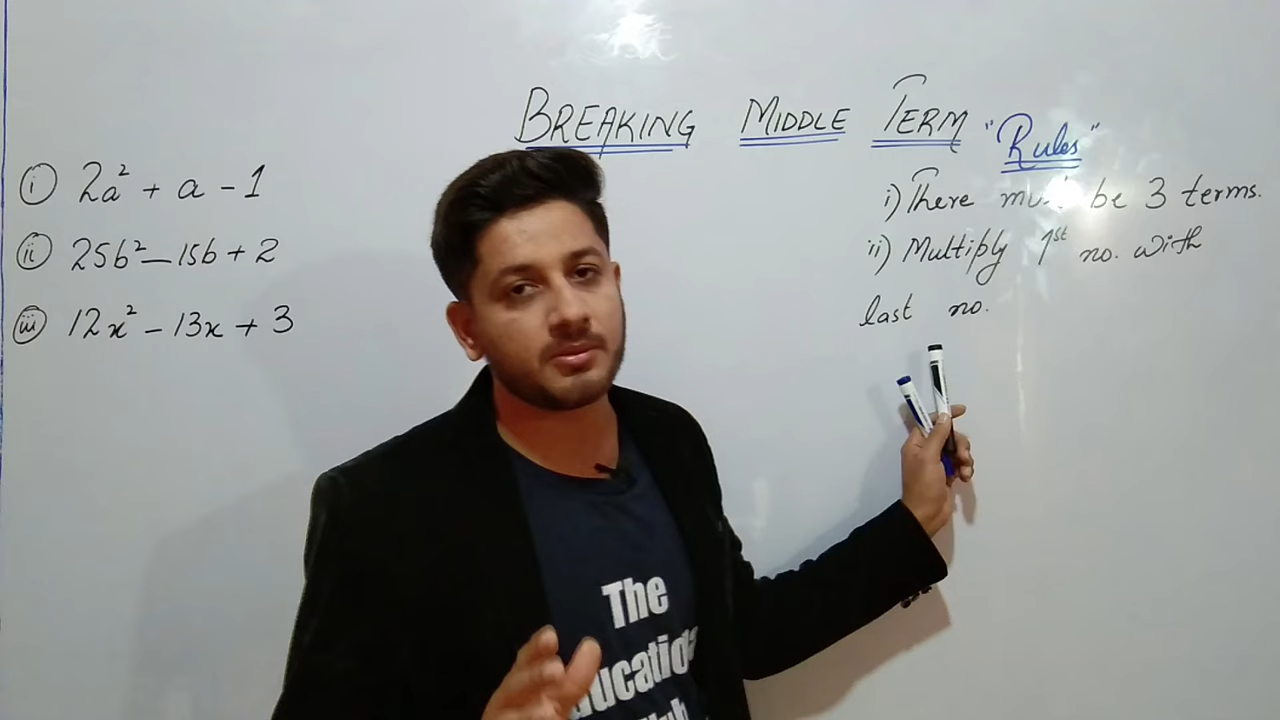 BREAKING MIDDLE TERM
"Rules"
i) 2a² + a - 1
ii) 25b² - 15b + 2
iii) 12x² - 13x + 3
i) There must be 3 terms.
ii) Multiply 1st no. with
last no.
The